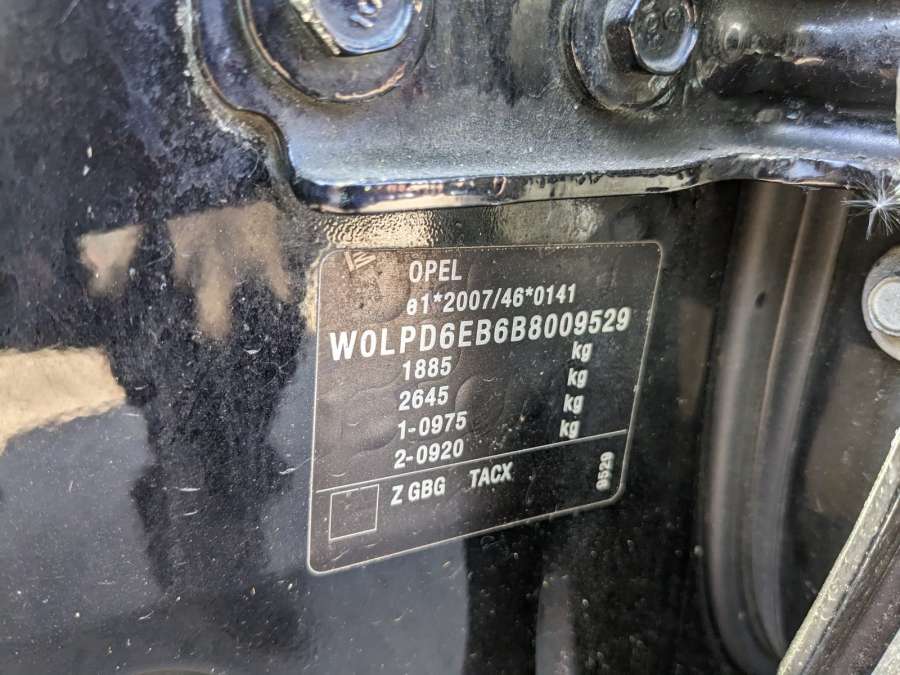 OPEL
e1*2007/46*0141
W0LPD6EB6B8009529
1885 kg
2645 kg
1-0975 kg
2-0920 kg
Z GBG TACX 9529